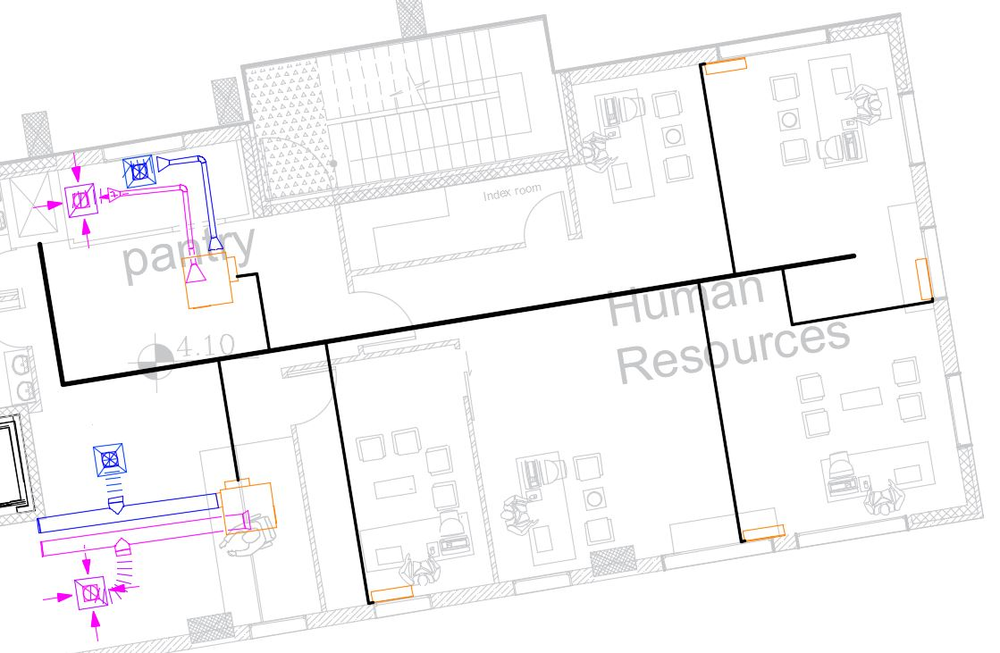 Index room
pantry
Human
Resources
4.10